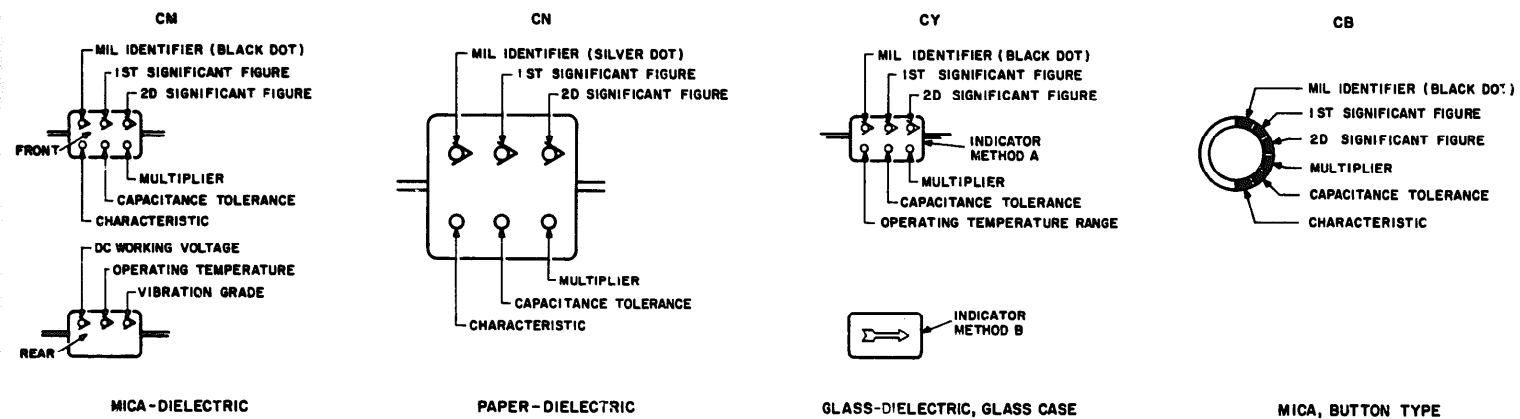 CM
MIL IDENTIFIER (BLACK DOT)
1ST SIGNIFICANT FIGURE
2D SIGNIFICANT FIGURE
FRONT
MULTIPLIER
CAPACITANCE TOLERANCE
CHARACTERISTIC
DC WORKING VOLTAGE
OPERATING TEMPERATURE
VIBRATION GRADE
REAR
MICA-DIELECTRIC
CN
MIL IDENTIFIER (SILVER DOT)
1ST SIGNIFICANT FIGURE
2D SIGNIFICANT FIGURE
MULTIPLIER
CAPACITANCE TOLERANCE
CHARACTERISTIC
PAPER-DIELECTRIC
CY
MIL IDENTIFIER (BLACK DOT)
1ST SIGNIFICANT FIGURE
2D SIGNIFICANT FIGURE
INDICATOR
METHOD A
MULTIPLIER
CAPACITANCE TOLERANCE
OPERATING TEMPERATURE RANGE
INDICATOR
METHOD B
GLASS-DIELECTRIC, GLASS CASE
CB
MIL IDENTIFIER (BLACK DOT)
1ST SIGNIFICANT FIGURE
2D SIGNIFICANT FIGURE
MULTIPLIER
CAPACITANCE TOLERANCE
CHARACTERISTIC
MICA, BUTTON TYPE